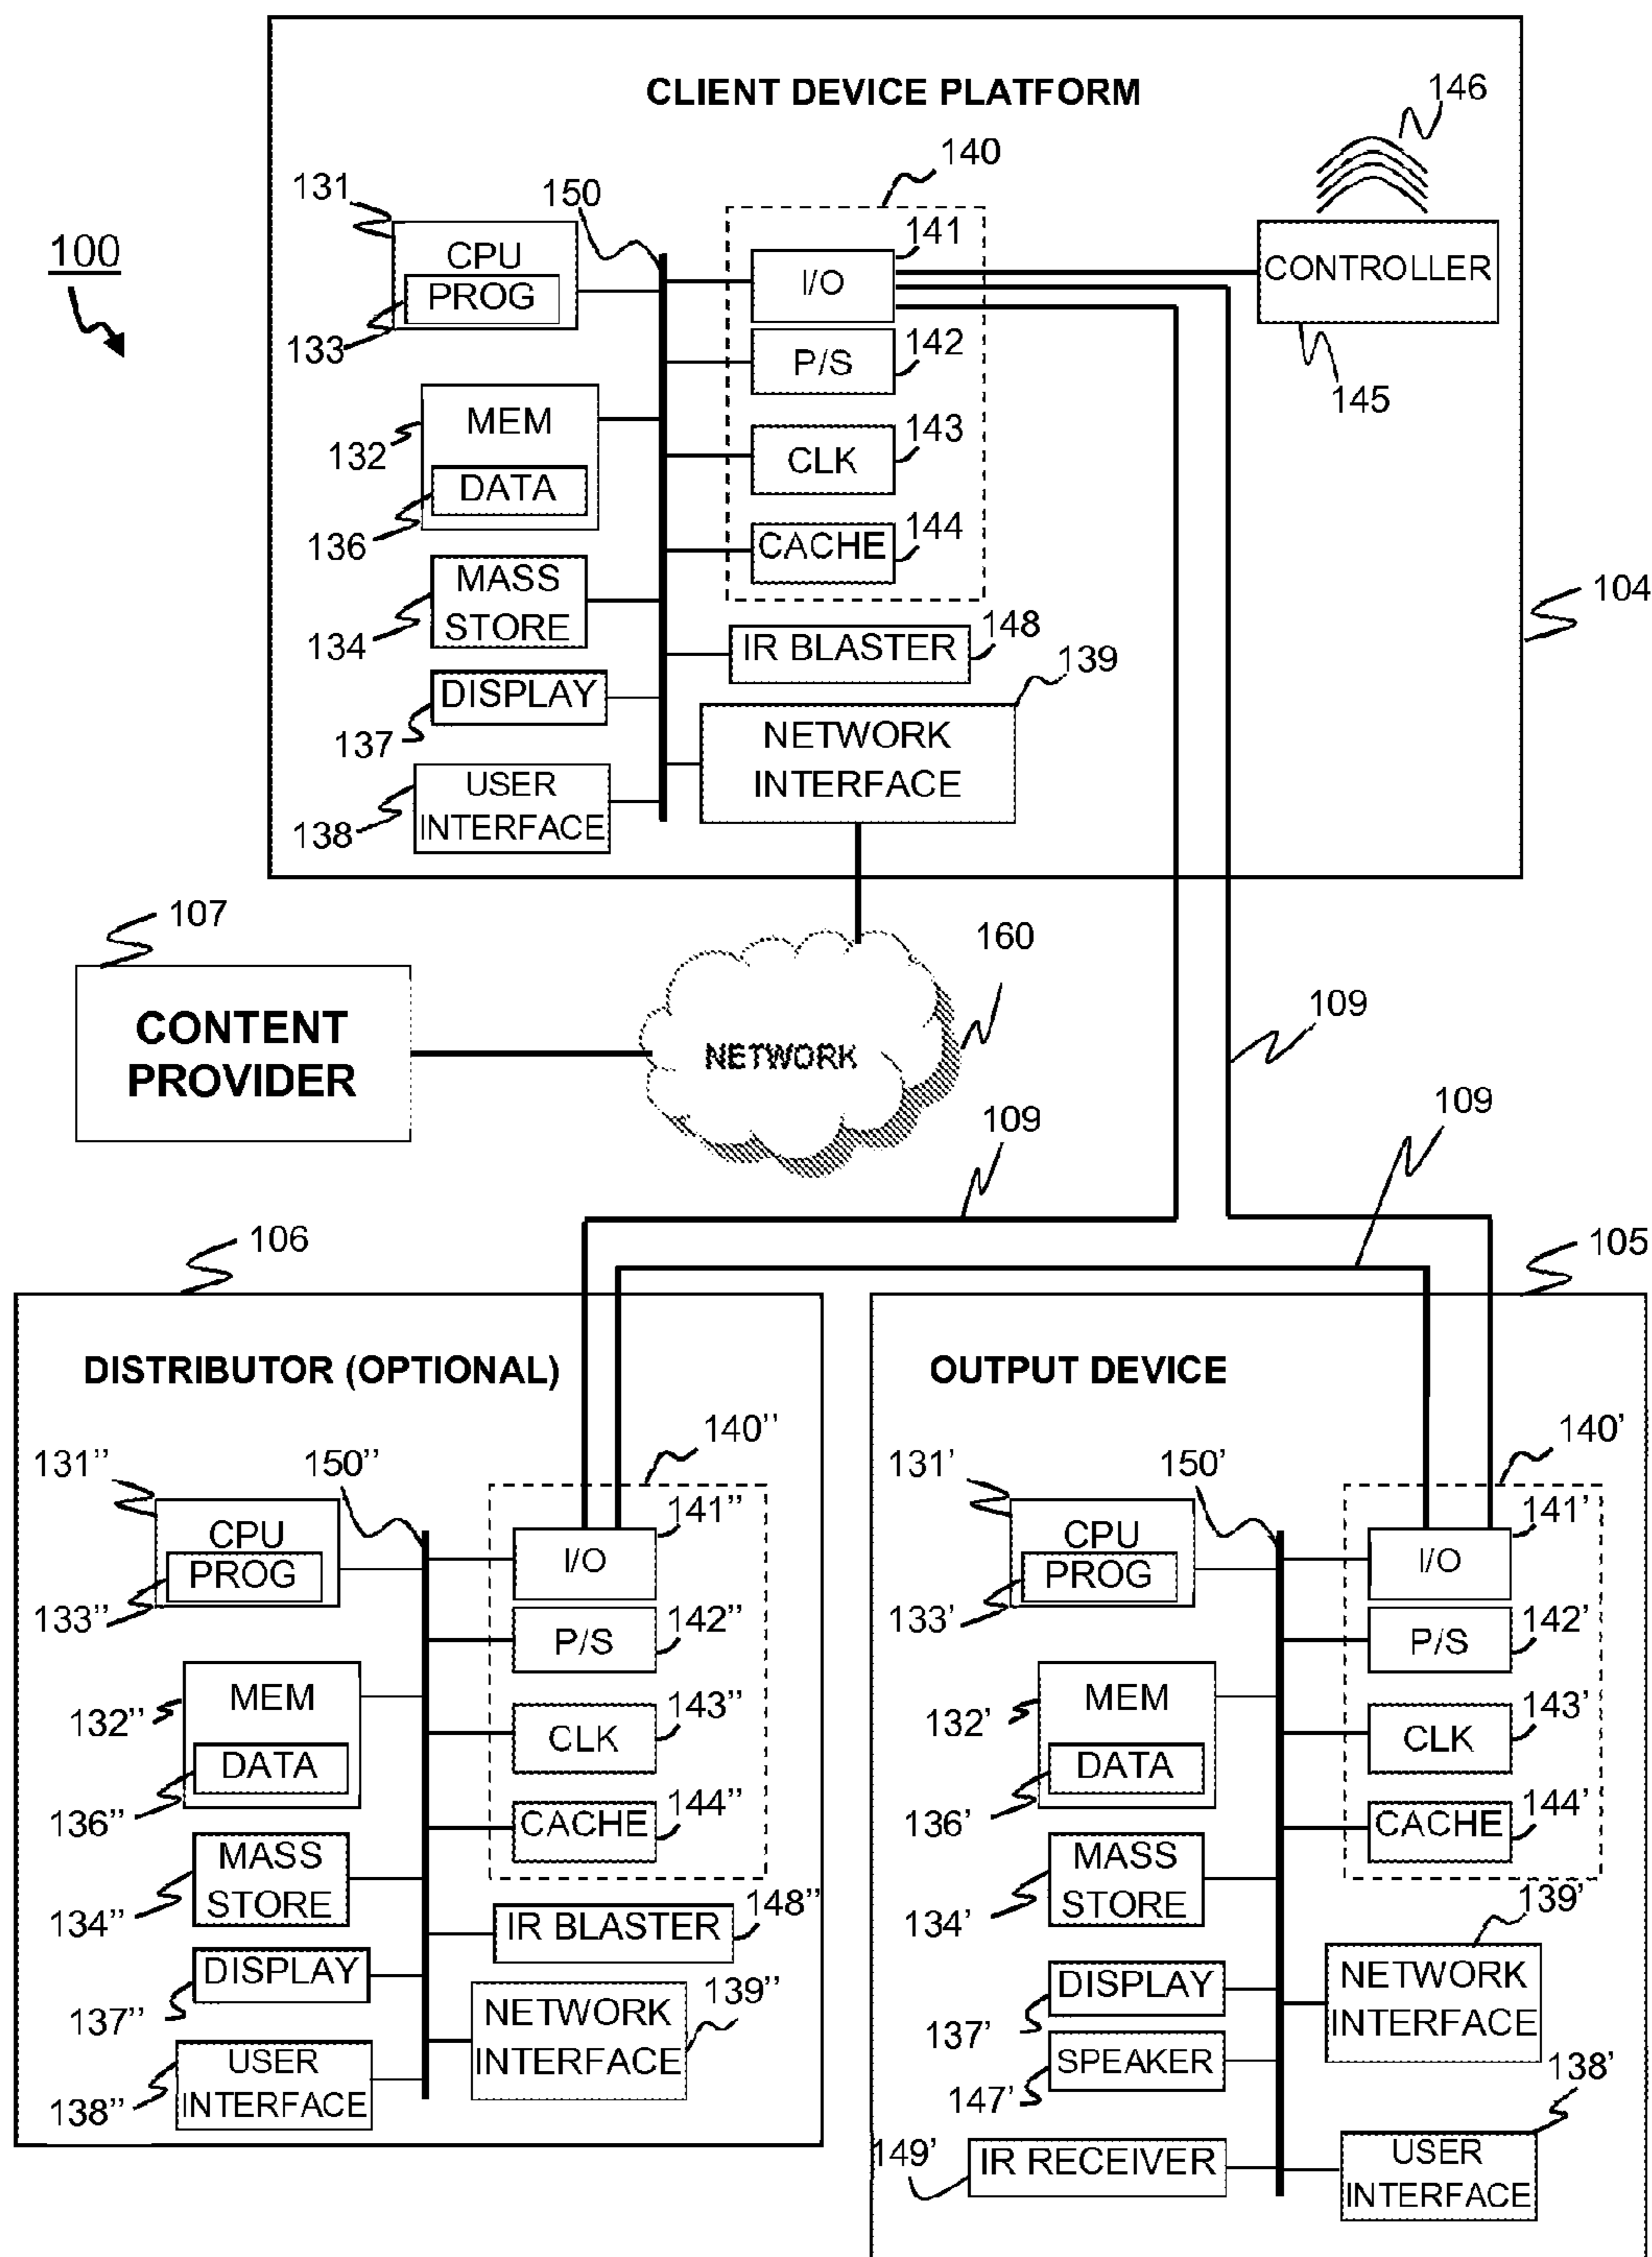 100
CLIENT DEVICE PLATFORM
146
140
131
150
141
CPU
PROG
I/O
CONTROLLER
133
142
P/S
145
MEM
143
132
CLK
DATA
144
136
CACHE
MASS
STORE
104
134
148
IR BLASTER
139
DISPLAY
137
NETWORK
INTERFACE
USER
INTERFACE
138
107
160
CONTENT
PROVIDER
NETWORK
109
109
109
106
105
DISTRIBUTOR (OPTIONAL)
140’’
131’’
150’’
141’’
CPU
PROG
I/O
133’’
142’’
P/S
MEM
143’’
132’’
CLK
DATA
144’’
136’’
CACHE
MASS
STORE
134’’
148’’
IR BLASTER
DISPLAY
139’’
137’’
NETWORK
INTERFACE
USER
INTERFACE
138’’
OUTPUT DEVICE
140’
131’
150’
141’
CPU
PROG
I/O
133’
142’
P/S
MEM
143’
132’
CLK
DATA
144’
136’
CACHE
MASS
STORE
139’
134’
DISPLAY
NETWORK
INTERFACE
137’
SPEAKER
138’
147’
149’
IR RECEIVER
USER
INTERFACE